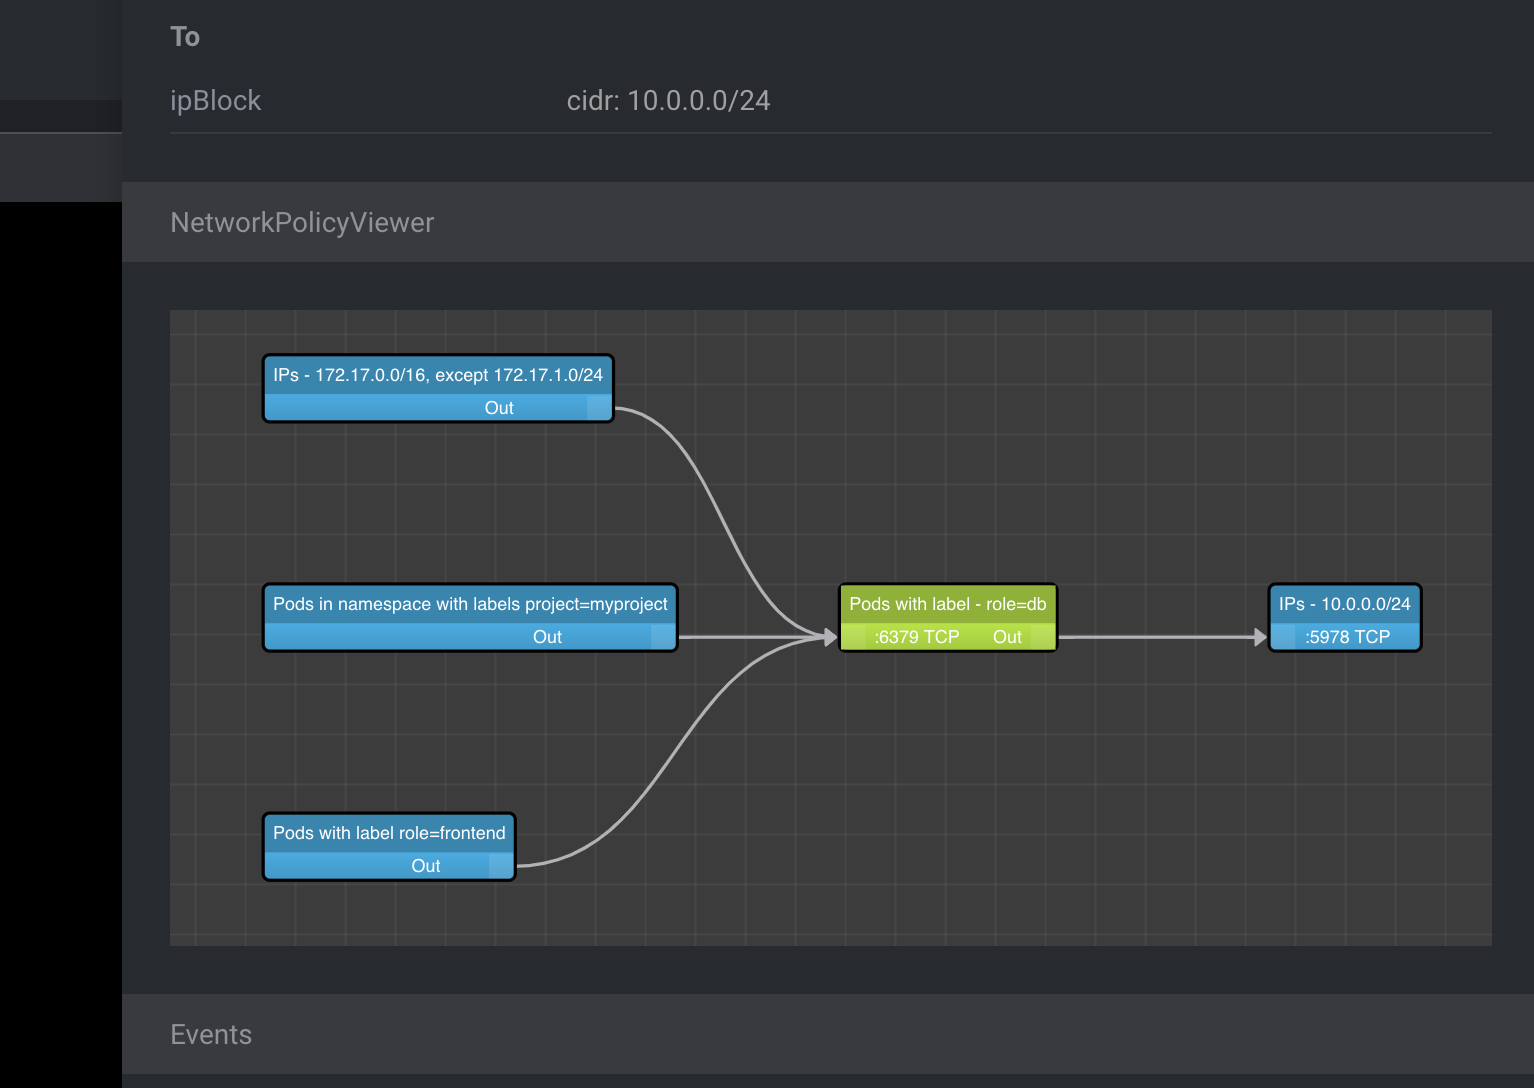 To
ipBlock cidr: 10.0.0.0/24
NetworkPolicyViewer
IPs - 172.17.0.0/16, except 172.17.1.0/24
Out
Pods in namespace with labels project=myproject
Out
Pods with label - role=db
:6379 TCP Out
IPs - 10.0.0.0/24
:5978 TCP
Pods with label role=frontend
Out
Events